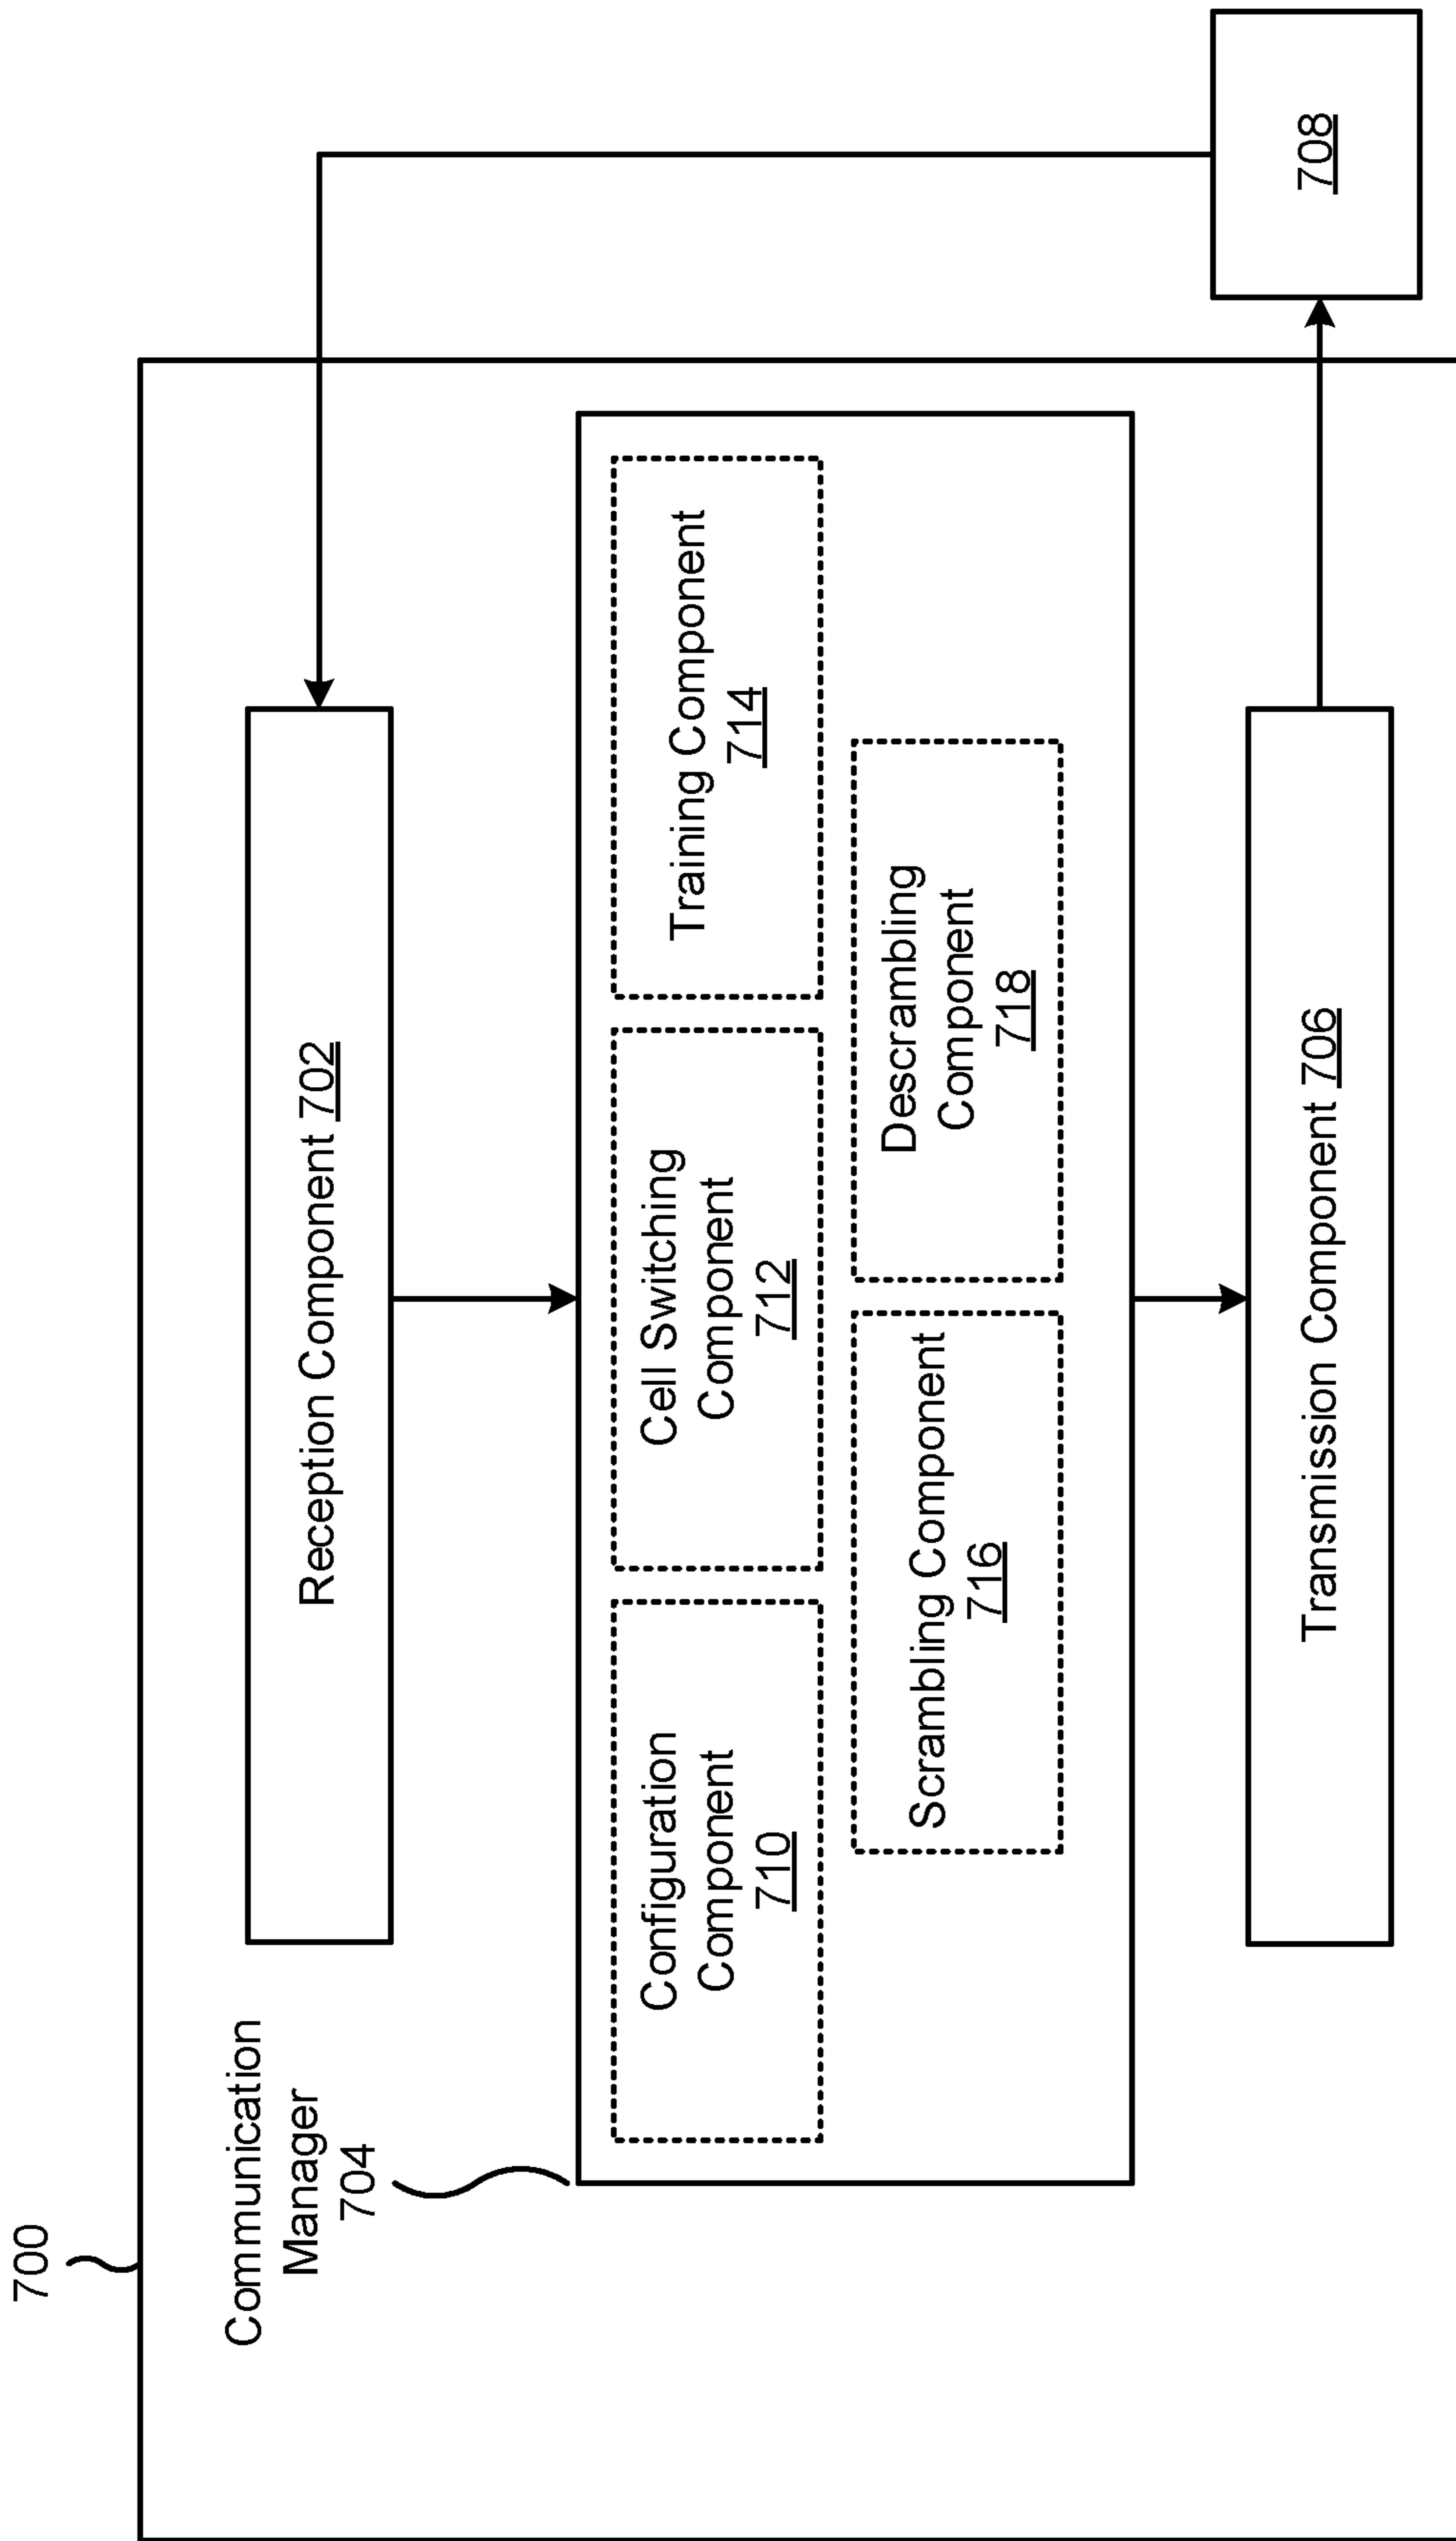 700
Communication
Manager
704
Reception Component 702
Configuration
Component
710
Cell Switching
Component
712
Training Component
714
Scrambling Component
716
Descrambling
Component
718
Transmission Component 706
708